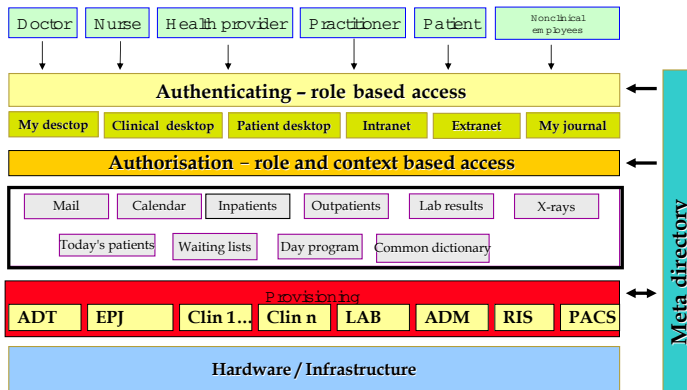 Doctor Nurse Health provider Practitioner Patient Nonclinical
employees
Authenticating – role based access
My desctop Clinical desktop Patient desktop Intranet Extranet My journal
Authorisation – role and context based access
Mail Calendar Inpatients Outpatients Lab results X-rays
Today's patients Waiting lists Day program Common dictionary
Provisioning
ADT EPJ Clin 1... Clin n LAB ADM RIS PACS
Hardware / Infrastructure
Meta directory